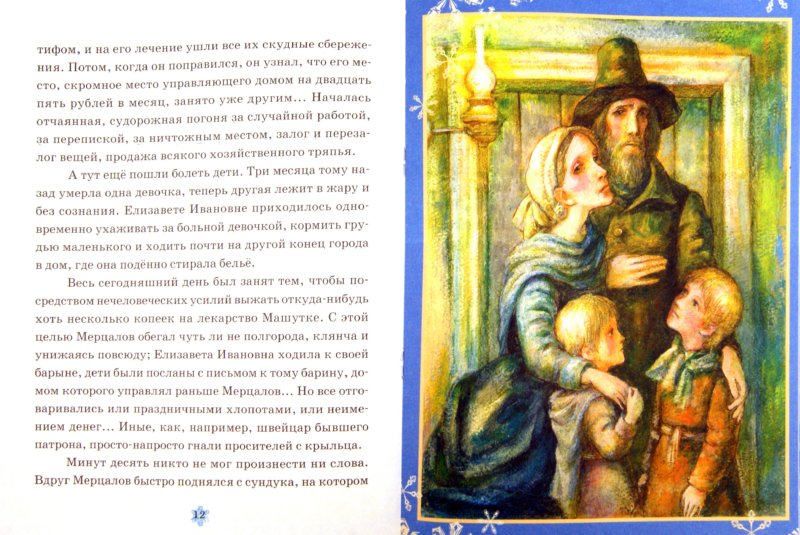 тифом, и на его лечение ушли все их скудные сбереже-
ния. Потом, когда он поправился, он узнал, что его ме-
сто, скромное место управляющего домом на двадцать
пять рублей в месяц, занято уже другим... Началась
отчаянная, судорожная погоня за случайной работой,
за перепиской, за ничтожным местом, залог и переза-
лог вещей, продажа всякого хозяйственного тряпья.
А тут ещё пошли болеть дети. Три месяца тому на-
зад умерла одна девочка, теперь другая лежит в жару и
без сознания. Елизавете Ивановне приходилось одно-
временно ухаживать за больной девочкой, кормить гру-
дью маленького и ходить почти на другой конец города
в дом, где она подённо стирала бельё.
Весь сегодняшний день был занят тем, чтобы по-
средством нечеловеческих усилий выжать откуда-нибудь
хоть несколько копеек на лекарство Машутке. С этой
целью Мерцалов обегал чуть ли не полгорода, клянча и
унижаясь повсюду; Елизавета Ивановна ходила к своей
барыне, дети были посланы с письмом к тому барину, до-
мом которого управлял раньше Мерцалов... Но все отго-
варивались или праздничными хлопотами, или неиме-
нием денег... Иные, как, например, швейцар бывшего
патрона, просто-напросто гнали просителей с крыльца.
Минут десять никто не мог произнести ни слова.
Вдруг Мерцалов быстро поднялся с сундука, на котором
12